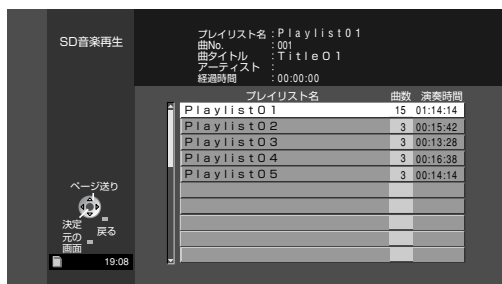 SD音楽再生
プレイリスト名 : Playlist01
曲No. : 001
曲タイトル : Title01
アーティスト :
経過時間 : 00:00:00
プレイリスト名 曲数 演奏時間
Playlist01 15 01:14:14
Playlist02 3 00:15:42
Playlist03 3 00:13:28
Playlist04 3 00:16:38
Playlist05 3 00:14:14
ページ送り
決定
戻る
元の
画面
19:08